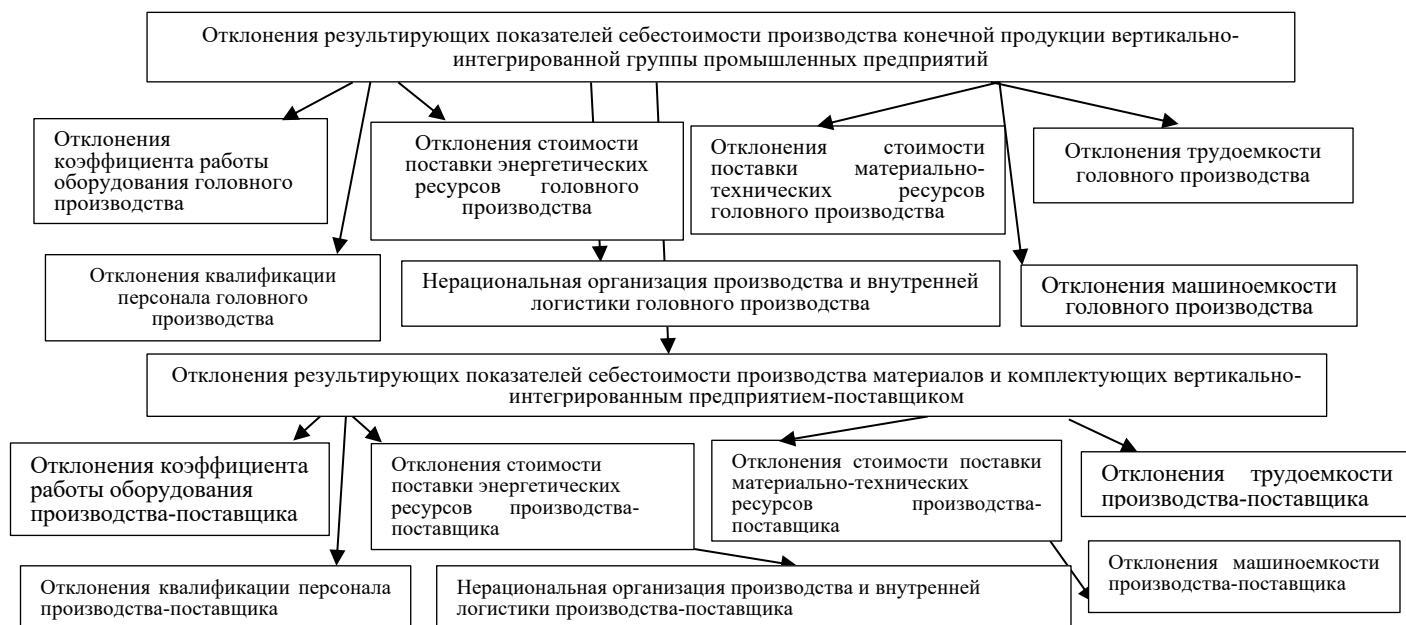 Отклонения результирующих показателей себестоимости производства конечной продукции вертикально-
интегрированной группы промышленных предприятий
Отклонения
коэффициента работы
оборудования головного
производства
Отклонения стоимости
поставки энергетических
ресурсов головного
производства
Отклонения стоимости
поставки материально-
технических ресурсов
головного производства
Отклонения трудоемкости
головного производства
Отклонения квалификации
персонала головного
производства
Нерациональная организация производства и внутренней
логистики головного производства
Отклонения машиноемкости
головного производства
Отклонения результирующих показателей себестоимости производства материалов и комплектующих вертикально-
интегрированным предприятием-поставщиком
Отклонения коэффициента
работы оборудования
производства-поставщика
Отклонения стоимости
поставки энергетических
ресурсов производства-
поставщика
Отклонения стоимости поставки
материально-технических
ресурсов производства-
поставщика
Отклонения трудоемкости
производства-поставщика
Отклонения квалификации персонала
производства-поставщика
Нерациональная организация производства и внутренней
логистики производства-поставщика
Отклонения машиноемкости
производства-поставщика